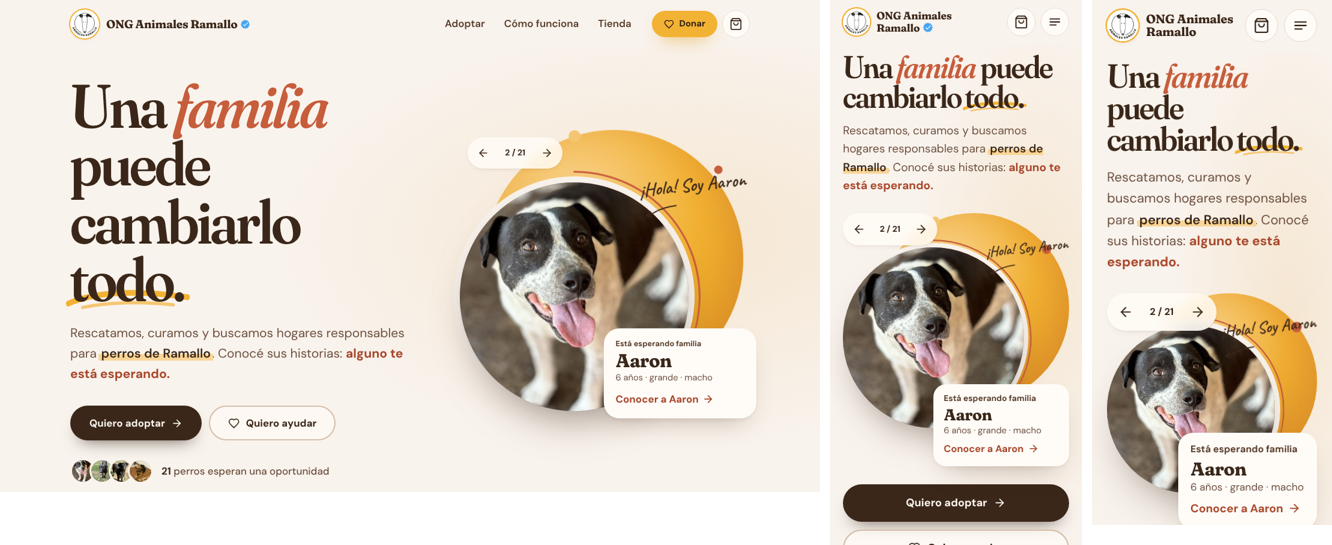 ONG Animales Ramallo
Adoptar
Cómo funciona
Tienda
Donar
Una familia
puede
cambiarlo
todo.
Rescatamos, curamos y buscamos hogares responsables
para perros de Ramallo. Conocé sus historias: alguno te
está esperando.
Quiero adoptar →
Quiero ayudar
21 perros esperan una oportunidad
← 2 / 21 →
¡Hola! Soy Aaron
Está esperando familia
Aaron
6 años · grande · macho
Conocer a Aaron →
ONG Animales
Ramallo
Una familia puede
cambiarlo todo.
Rescatamos, curamos y buscamos
hogares responsables para perros de
Ramallo. Conocé sus historias: alguno te
está esperando.
← 2 / 21 →
¡Hola! Soy Aaron
Está esperando familia
Aaron
6 años · grande · macho
Conocer a Aaron →
Quiero adoptar →
ONG Animales
Ramallo
Una familia
puede
cambiarlo todo.
Rescatamos, curamos y
buscamos hogares responsables
para perros de Ramallo. Conocé
sus historias: alguno te está
esperando.
← 2 / 21 →
¡Hola! Soy Aaron
Está esperando familia
Aaron
6 años · grande · macho
Conocer a Aaron →